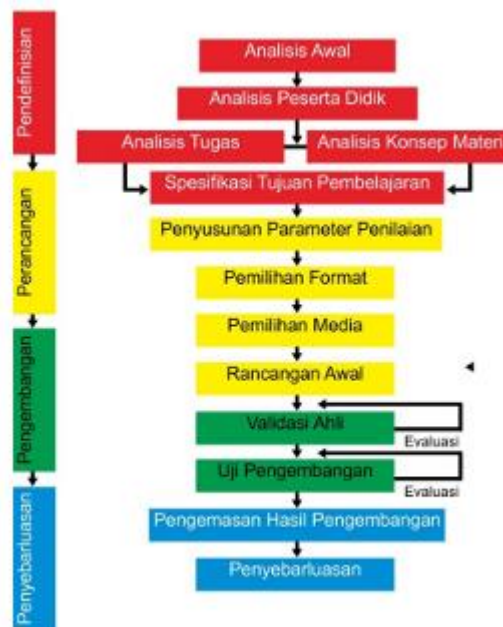 Pendefinisian
Perancangan
Pengembangan
Penyebarluasan
Analisis Awal
Analisis Peserta Didik
Analisis Tugas
Analisis Konsep Materi
Spesifikasi Tujuan Pembelajaran
Penyusunan Parameter Penilaian
Pemilihan Format
Pemilihan Media
Rancangan Awal
Validasi Ahli
Evaluasi
Uji Pengembangan
Evaluasi
Pengemasan Hasil Pengembangan
Penyebarluasan